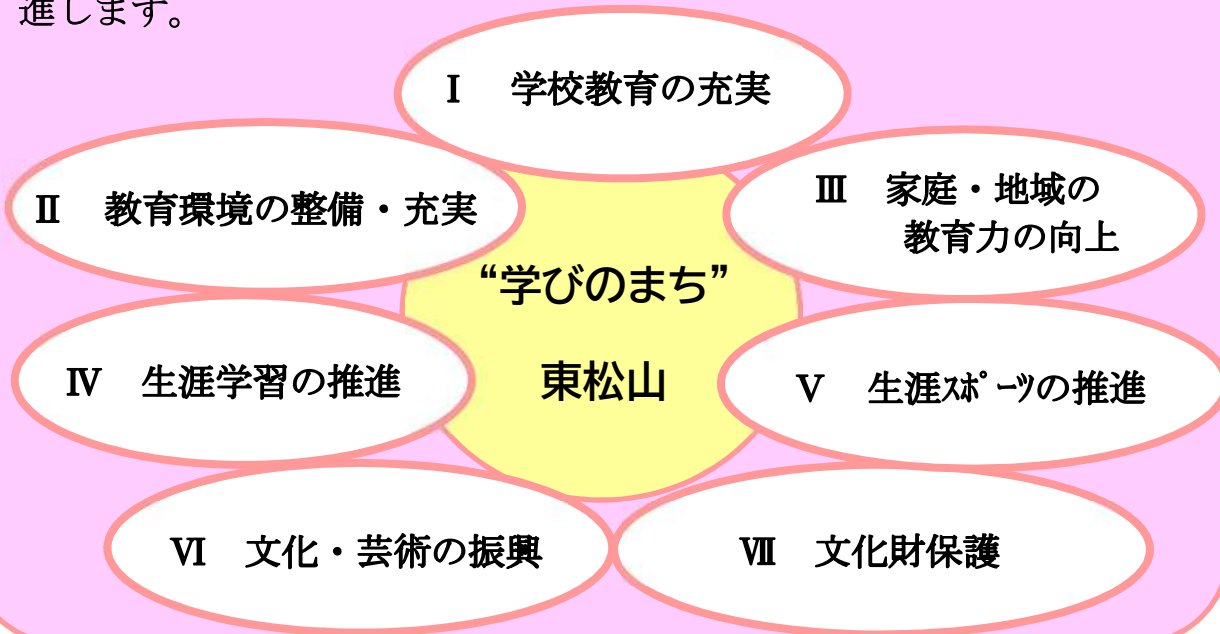 進します。
Ⅰ 学校教育の充実
Ⅱ 教育環境の整備・充実
Ⅲ 家庭・地域の
教育力の向上
“学びのまち”
東松山
Ⅳ 生涯学習の推進
Ⅴ 生涯ｽﾎﾟｰﾂの推進
Ⅵ 文化・芸術の振興
Ⅶ 文化財保護